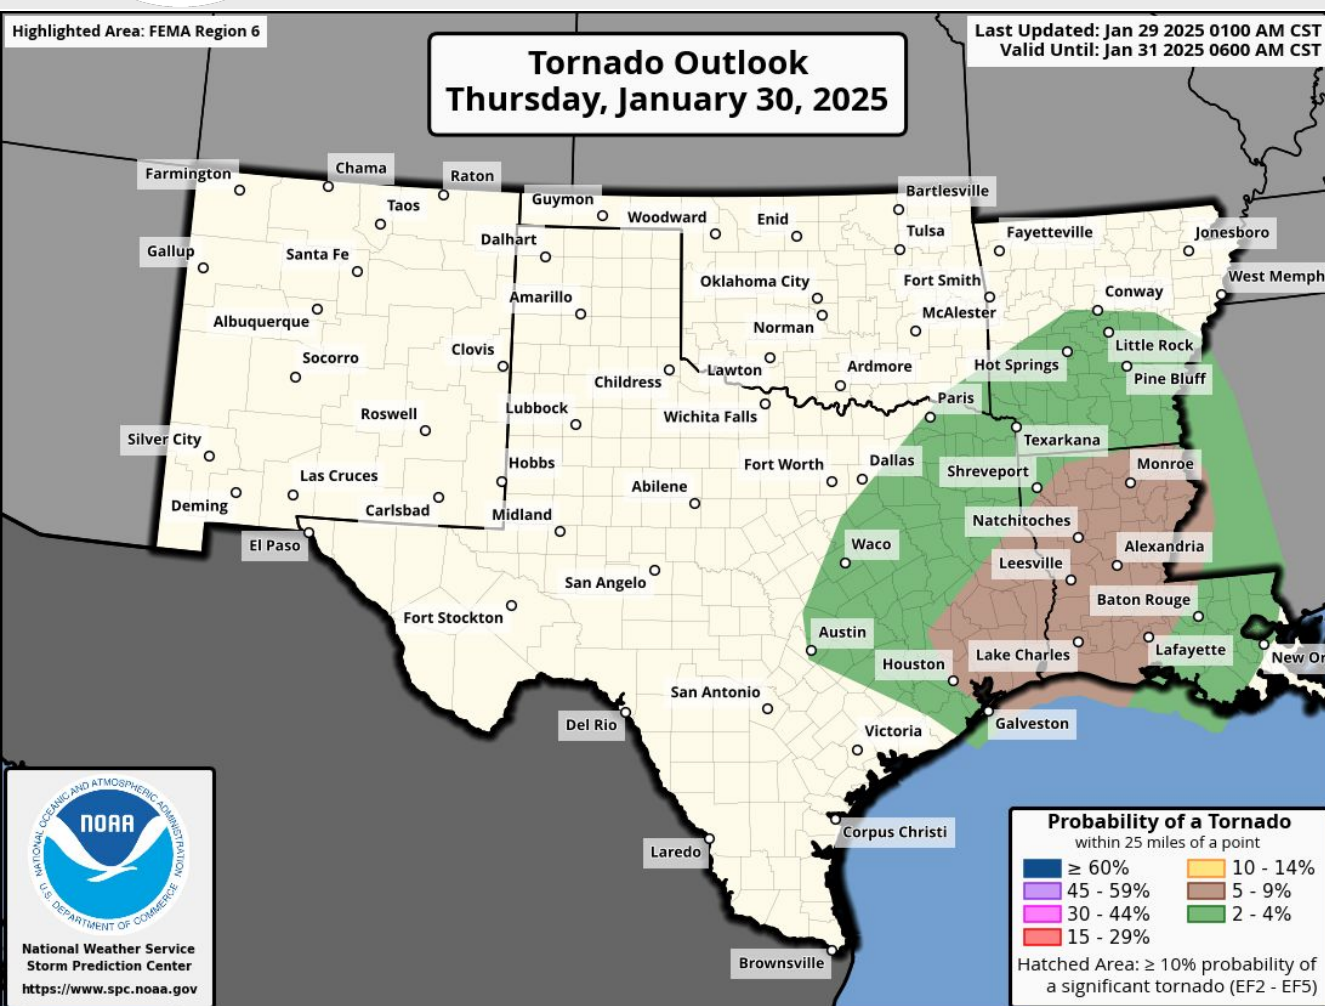 Highlighted Area: FEMA Region 6
Last Updated: Jan 29 2025 0100 AM CST
Valid Until: Jan 31 2025 0600 AM CST
Tornado Outlook
Thursday, January 30, 2025
Farmington
Chama
Raton
Taos
Guymon
Woodward
Enid
Bartlesville
Tulsa
Fayetteville
Jonesboro
Gallup
Santa Fe
Dalhart
Oklahoma City
Fort Smith
West Memph
Amarillo
Conway
Albuquerque
Norman
McAlester
Socorro
Clovis
Childress
Lawton
Ardmore
Hot Springs
Little Rock
Pine Bluff
Roswell
Lubbock
Wichita Falls
Paris
Silver City
Texarkana
Las Cruces
Hobbs
Fort Worth
Dallas
Shreveport
Monroe
Deming
Carlsbad
Midland
Abilene
Natchitoches
El Paso
Waco
Alexandria
San Angelo
Leesville
Fort Stockton
Baton Rouge
Austin
Houston
Lake Charles
Lafayette
New Or
San Antonio
Del Rio
Victoria
Galveston
Corpus Christi
Laredo
Brownsville
NATIONAL OCEANIC AND ATMOSPHERIC ADMINISTRATION
NOAA
U.S. DEPARTMENT OF COMMERCE
National Weather Service
Storm Prediction Center
https://www.spc.noaa.gov
Probability of a Tornado
within 25 miles of a point
≥ 60%
10 - 14%
45 - 59%
5 - 9%
30 - 44%
2 - 4%
15 - 29%
Hatched Area: ≥ 10% probability of
a significant tornado (EF2 - EF5)